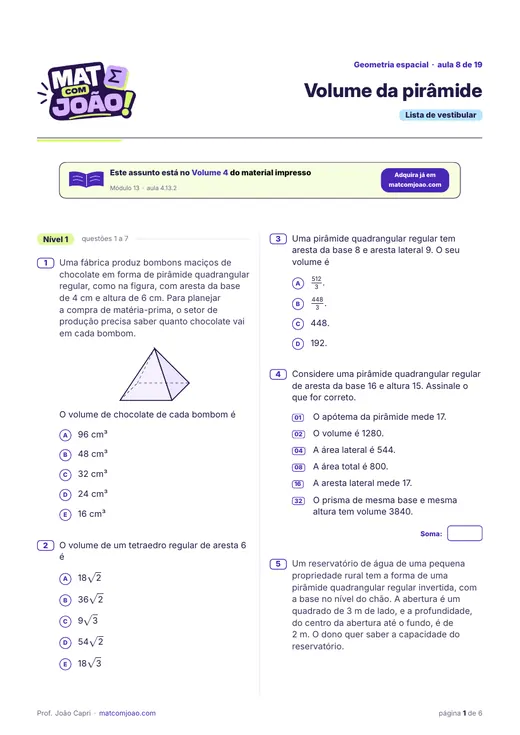 MAT Σ
COM
JOÃO!
Geometria espacial · aula 8 de 19
Volume da pirâmide
Lista de vestibular
Este assunto está no Volume 4 do material impresso
Módulo 13 · aula 4.13.2
Adquira já em
matcomjoao.com
Nível 1 questões 1 a 7
1 Uma fábrica produz bombons maciços de
chocolate em forma de pirâmide quadrangular
regular, como na figura, com aresta da base
de 4 cm e altura de 6 cm. Para planejar
a compra de matéria-prima, o setor de
produção precisa saber quanto chocolate vai
em cada bombom.
O volume de chocolate de cada bombom é
A 96 cm³
B 48 cm³
C 32 cm³
D 24 cm³
E 16 cm³
2 O volume de um tetraedro regular de aresta 6
é
A 18√2
B 36√2
C 9√3
D 54√2
E 18√3
3 Uma pirâmide quadrangular regular tem
aresta da base 8 e aresta lateral 9. O seu
volume é
A 512/3.
B 448/3.
C 448.
D 192.
4 Considere uma pirâmide quadrangular regular
de aresta da base 16 e altura 15. Assinale o
que for correto.
01 O apótema da pirâmide mede 17.
02 O volume é 1280.
04 A área lateral é 544.
08 A área total é 800.
16 A aresta lateral mede 17.
32 O prisma de mesma base e mesma
altura tem volume 3840.
Soma:
5 Um reservatório de água de uma pequena
propriedade rural tem a forma de uma
pirâmide quadrangular regular invertida, com
a base no nível do chão. A abertura é um
quadrado de 3 m de lado, e a profundidade,
do centro da abertura até o fundo, é de
2 m. O dono quer saber a capacidade do
reservatório.
Prof. João Capri · matcomjoao.com
página 1 de 6